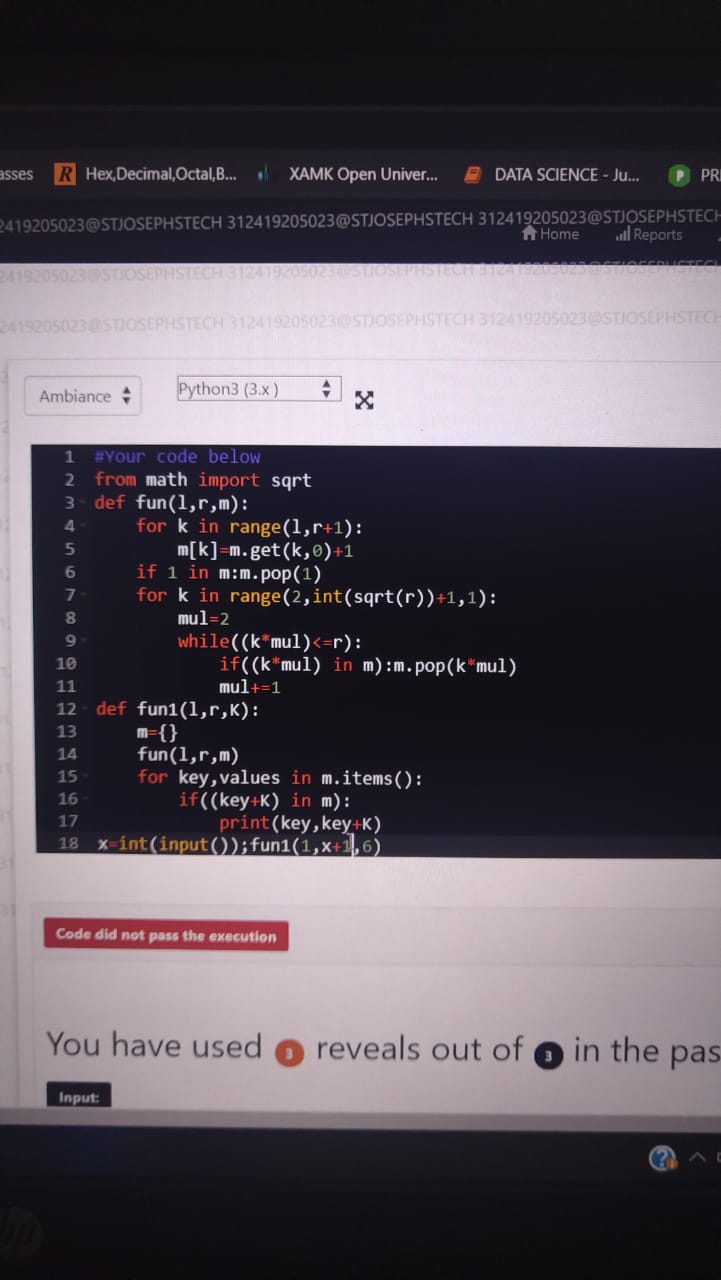 asses R Hex,Decimal,Octal,B... XAMK Open Univer... DATA SCIENCE - Ju... P PR
2419205023@STJOSEPHSTECH 312419205023@STJOSEPHSTECH 312419205023@STJOSEPHSTECH
Home Reports
2419205023@STJOSEPHSTECH 312419205023@STJOSEPHSTECH 312419205023@STJOSEPHSTECH
2419205023@STJOSEPHSTECH 312419205023@STJOSEPHSTECH 312419205023@STJOSEPHSTECH
Ambiance Python3 (3.x )
1 #Your code below
2 from math import sqrt
3 def fun(l,r,m):
4 for k in range(l,r+1):
5 m[k]=m.get(k,0)+1
6 if 1 in m:m.pop(1)
7 for k in range(2,int(sqrt(r))+1,1):
8 mul=2
9 while((k*mul)<=r):
10 if((k*mul) in m):m.pop(k*mul)
11 mul+=1
12 def fun1(l,r,K):
13 m={}
14 fun(l,r,m)
15 for key,values in m.items():
16 if((key+K) in m):
17 print(key,key+K)
18 x=int(input());fun1(1,x+1,6)
Code did not pass the execution
You have used 3 reveals out of 3 in the pas
Input:
hp